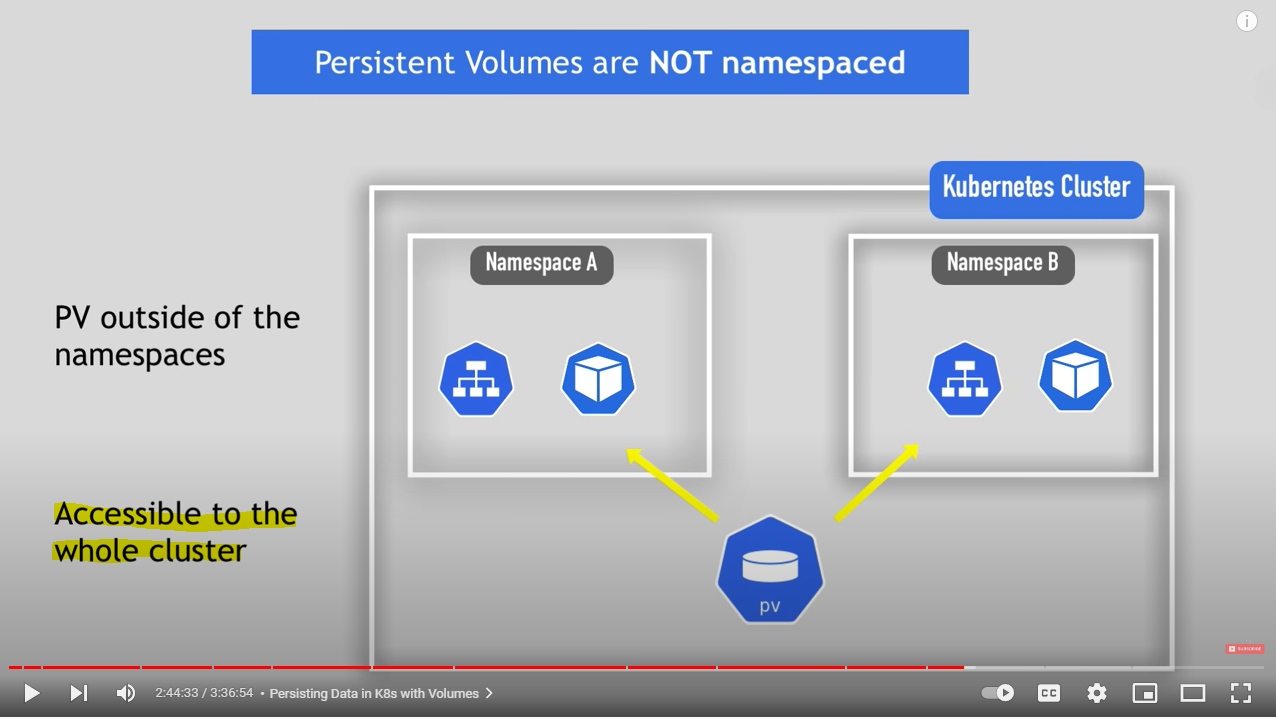 Persistent Volumes are NOT namespaced
Kubernetes Cluster
Namespace A
Namespace B
PV outside of the
namespaces
Accessible to the
whole cluster
pv
SUBSCRIBE
2:44:33 / 3:36:54 • Persisting Data in K8s with Volumes
CC